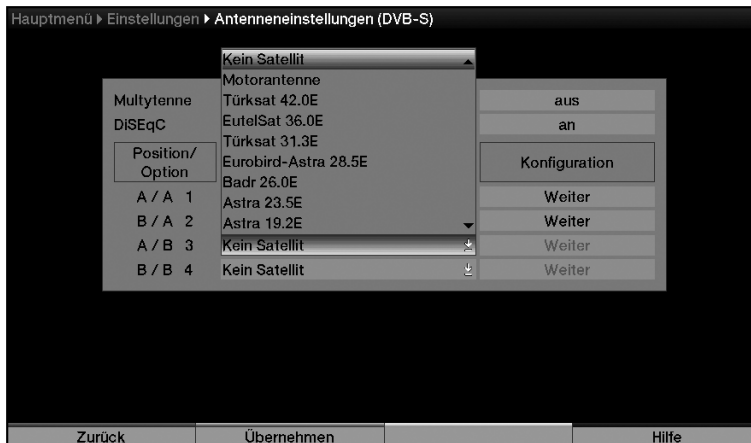 Hauptmenü Einstellungen Antenneneinstellungen (DVB-S)
Kein Satellit
Motorantenne
Multytenne Türksat 42.0E aus
DiSEqC EutelSat 36.0E an
Türksat 31.3E
Position/ Option Eurobird-Astra 28.5E Konfiguration
Badr 26.0E
A / A 1 Astra 23.5E Weiter
B / A 2 Astra 19.2E Weiter
A / B 3 Kein Satellit Weiter
B / B 4 Kein Satellit Weiter
Zurück Übernehmen Hilfe